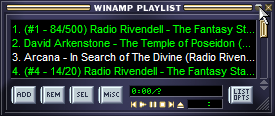 WINAMP PLAYLIST
1. (#1 - 84/500) Radio Rivendell - The Fantasy St...
2. David Arkenstone - The Temple of Poseidon (...
3. Arcana - In Search of The Divine (Radio Riven...
4. (#4 - 14/20) Radio Rivendell - The Fantasy Sta...
ADD REM SEL MISC 0:00/? : LIST OPTS